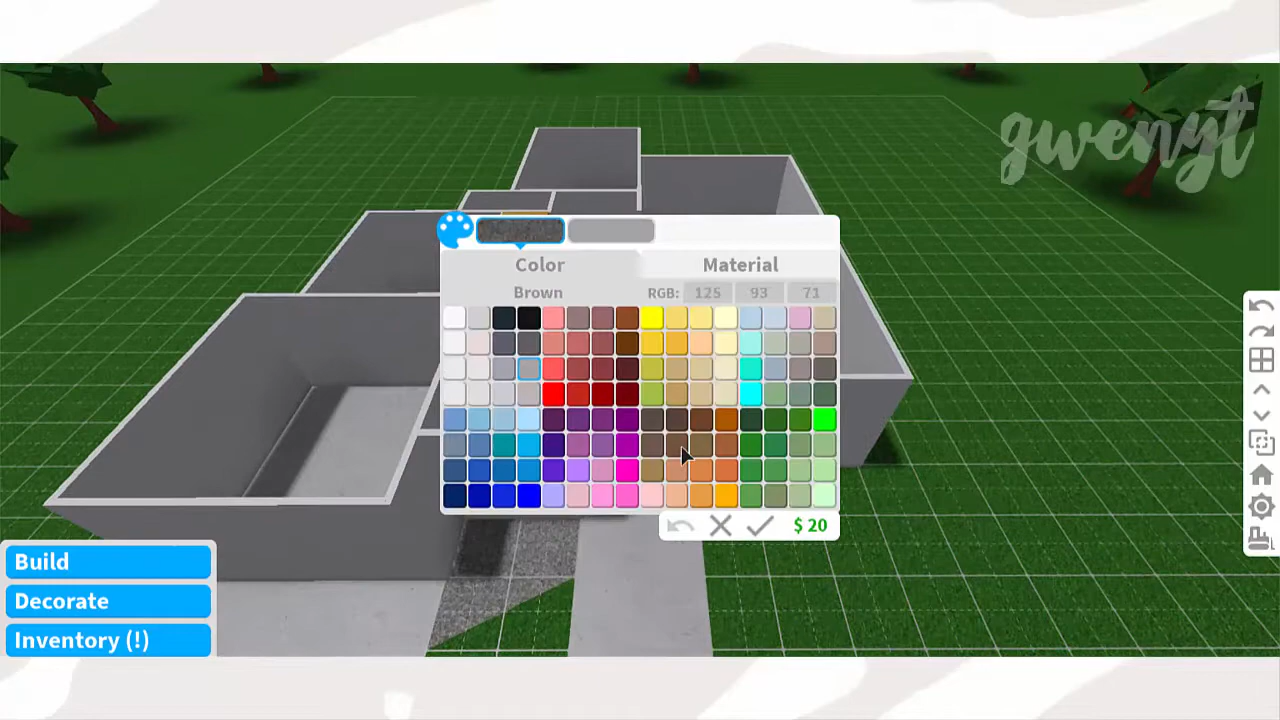 gwenyt
Color
Material
Brown
RGB: 125 93 71
$ 20
Build
Decorate
Inventory (!)